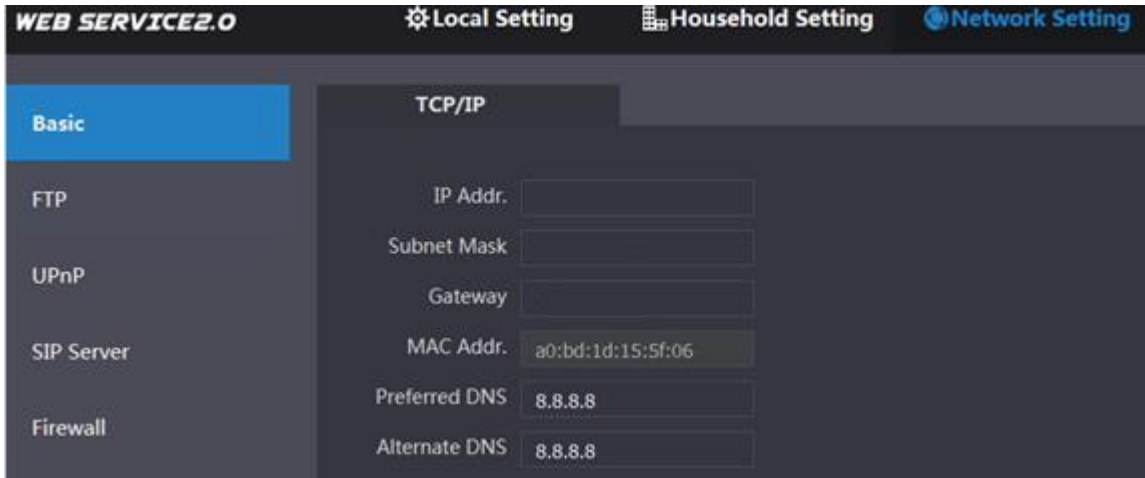 WEB SERVICE2.0
Local Setting
Household Setting
Network Setting
Basic
FTP
UPnP
SIP Server
Firewall
TCP/IP
IP Addr.
Subnet Mask
Gateway
MAC Addr. a0:bd:1d:15:5f:06
Preferred DNS 8.8.8.8
Alternate DNS 8.8.8.8